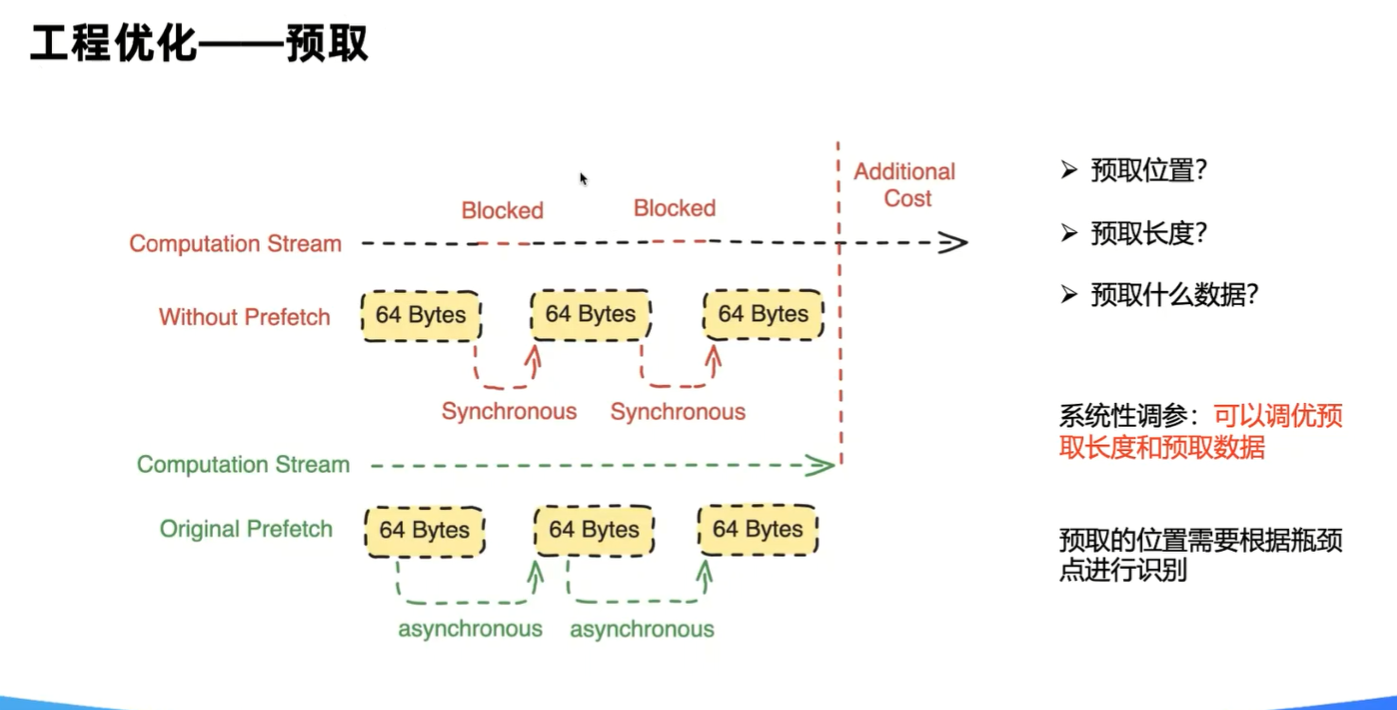 工程优化——预取
Additional
Cost
Blocked
Blocked
Computation Stream
Without Prefetch
64 Bytes
64 Bytes
64 Bytes
Synchronous
Synchronous
Computation Stream
Original Prefetch
64 Bytes
64 Bytes
64 Bytes
asynchronous
asynchronous
➢ 预取位置?
➢ 预取长度?
➢ 预取什么数据?
系统性调参：可以调优预
取长度和预取数据
预取的位置需要根据瓶颈
点进行识别